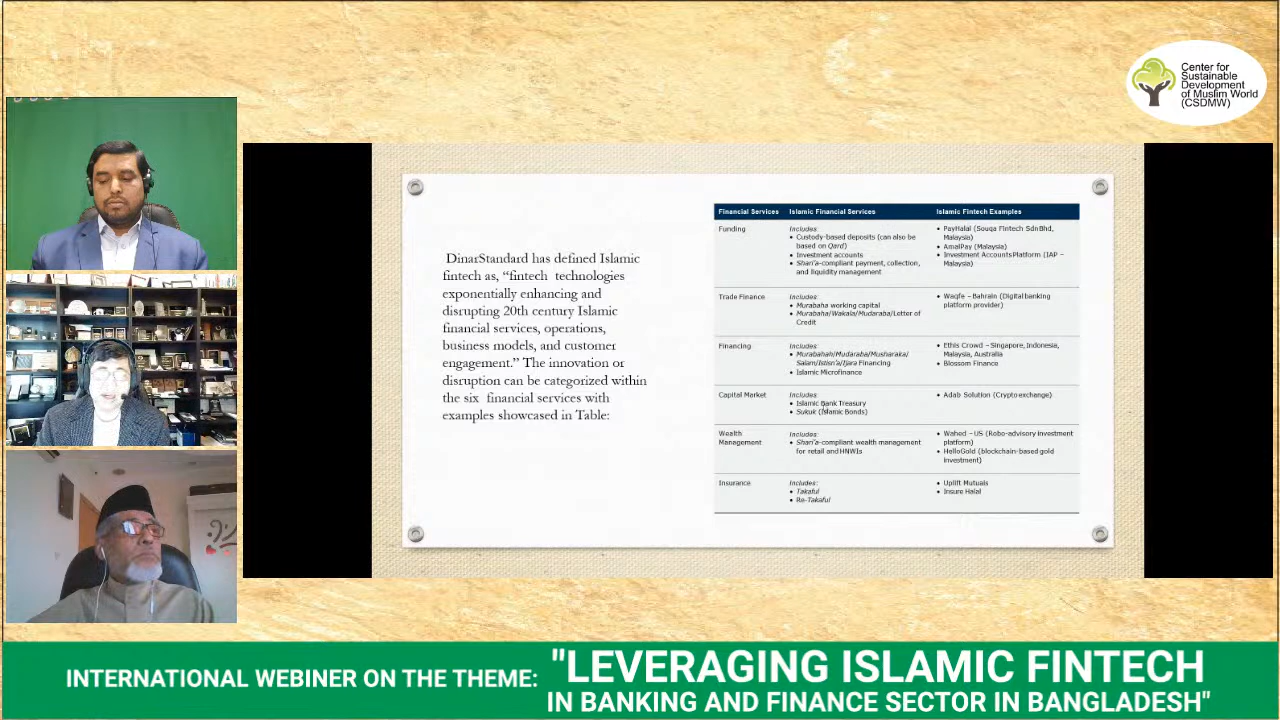 Center for
Sustainable
Development
of Muslim World
(CSDMW)
DinarStandard has defined Islamic
fintech as, “fintech technologies
exponentially enhancing and
disrupting 20th century Islamic
financial services, operations,
business models, and customer
engagement.” The innovation or
disruption can be categorized within
the six financial services with
examples showcased in Table:
Financial Services Islamic Financial Services Islamic Fintech Examples
Funding
Includes:
• Custody-based deposits (can also be
based on Qard)
• Investment accounts
• Shari'a-compliant payment, collection,
and liquidity management
• PayHalal (Souqa Fintech Sdn Bhd,
Malaysia)
• AmalPay (Malaysia)
• Investment Accounts Platform (IAP –
Malaysia)
Trade Finance
Includes:
• Murabaha working capital
• Murabaha/Wakala/Mudaraba/Letter of
Credit
• Waqfe – Bahrain (Digital banking
platform provider)
Financing
Includes:
• Murabahah/Mudaraba/Musharaka/
Salam/Istisn'a/Ijara Financing
• Islamic Microfinance
• Ethis Crowd – Singapore, Indonesia,
Malaysia, Australia
• Blossom Finance
Capital Market
Includes:
• Islamic Bank Treasury
• Sukuk (Islamic Bonds)
• Adab Solution (Crypto exchange)
Wealth
Management
Includes:
• Shari'a-compliant wealth management
for retail and HNWIs
• Wahed – US (Robo-advisory investment
platform)
• HelloGold (blockchain-based gold
investment)
Insurance
Includes:
• Takaful
• Re-Takaful
• Uplift Mutuals
• Insure Halal
INTERNATIONAL WEBINER ON THE THEME: "LEVERAGING ISLAMIC FINTECH
IN BANKING AND FINANCE SECTOR IN BANGLADESH"